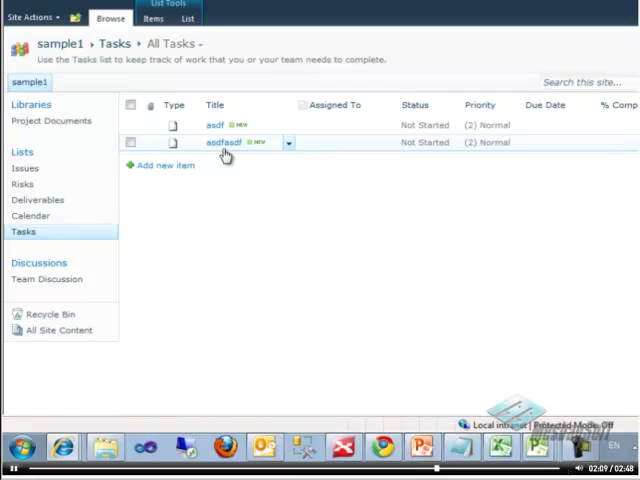 List Tools
Site Actions Browse Items List
sample1 Tasks All Tasks
Use the Tasks list to keep track of work that you or your team needs to complete.
sample1 Search this site...
Libraries
Project Documents
Lists
Issues
Risks
Deliverables
Calendar
Tasks
Discussions
Team Discussion
Recycle Bin
All Site Content
Type Title Assigned To Status Priority Due Date % Comp
asdf NEW Not Started (2) Normal
asdfasdf NEW Not Started (2) Normal
Add new item
Local intranet | Protected Mode: Off
EN
02:09 / 02:48